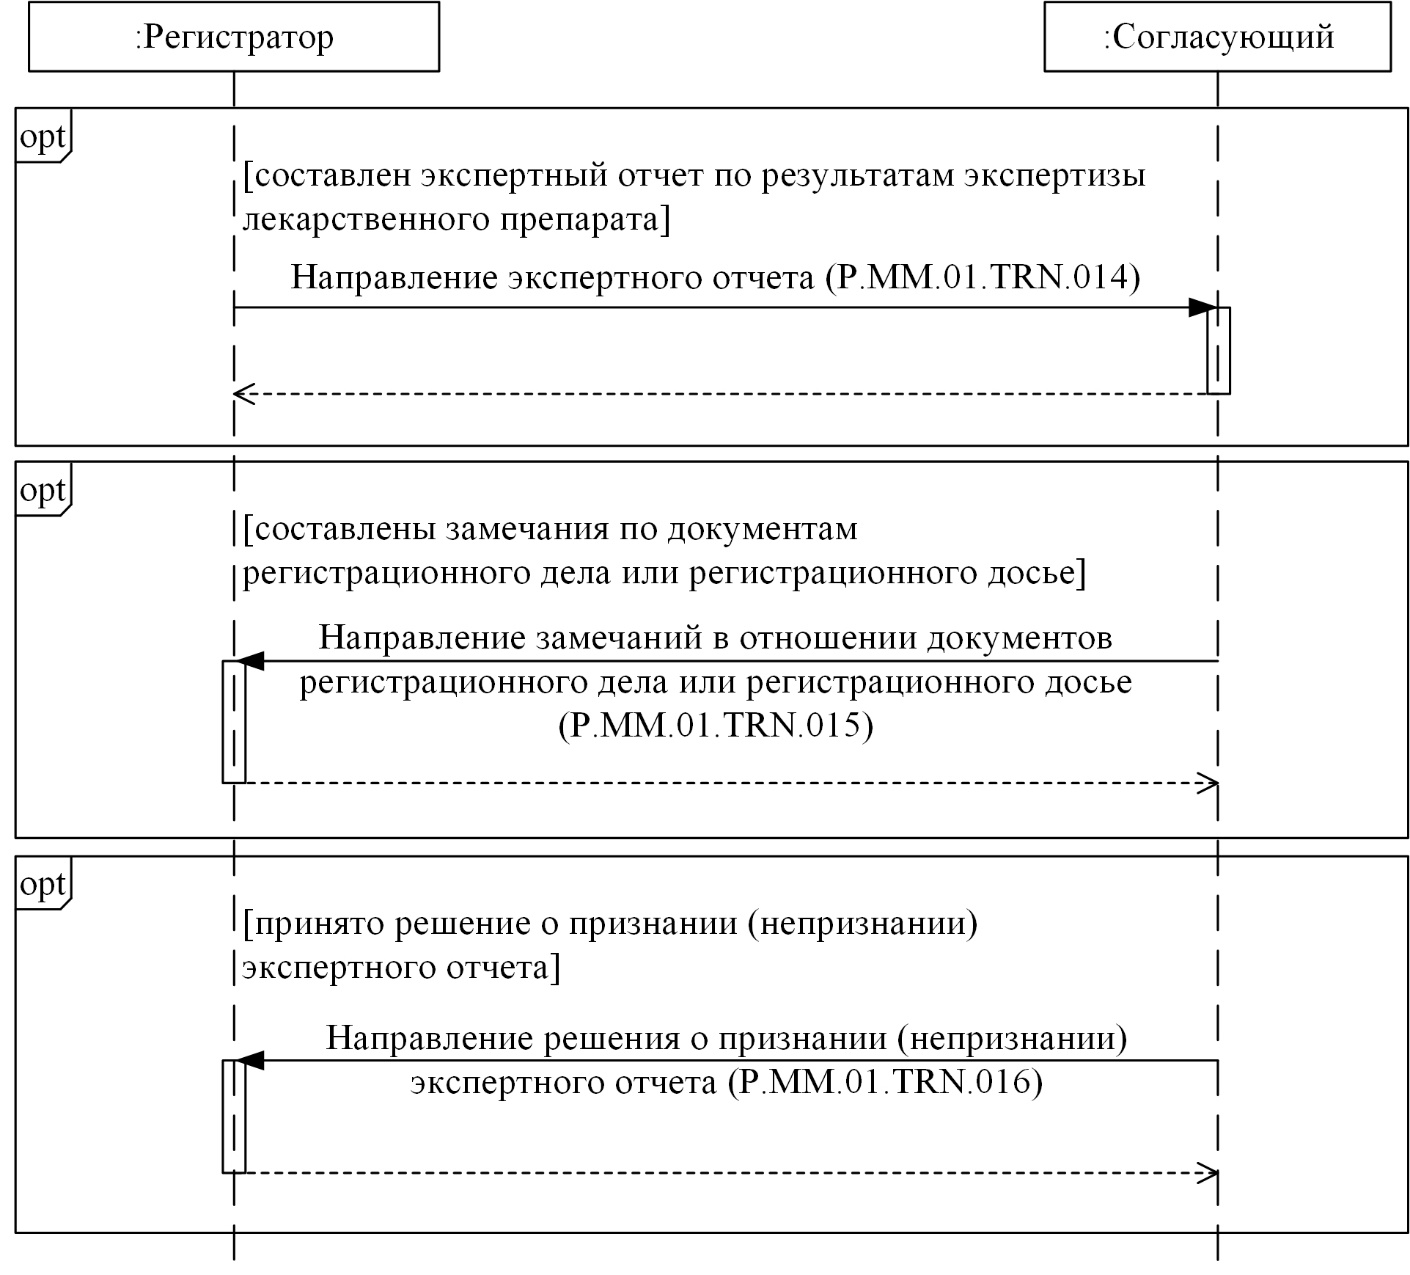 :Регистратор
:Согласующий
opt
[составлен экспертный отчет по результатам экспертизы
лекарственного препарата]
Направление экспертного отчета (P.MM.01.TRN.014)
opt
[составлены замечания по документам
регистрационного дела или регистрационного досье]
Направление замечаний в отношении документов
регистрационного дела или регистрационного досье
(P.MM.01.TRN.015)
opt
[принято решение о признании (непризнании)
экспертного отчета]
Направление решения о признании (непризнании)
экспертного отчета (P.MM.01.TRN.016)